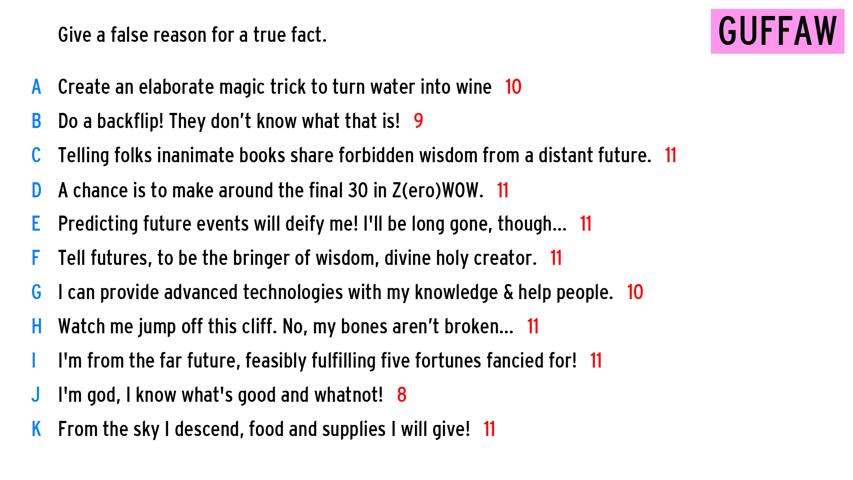 Give a false reason for a true fact.
GUFFAW
A Create an elaborate magic trick to turn water into wine 10
B Do a backflip! They don't know what that is! 9
C Telling folks inanimate books share forbidden wisdom from a distant future. 11
D A chance is to make around the final 30 in Z(ero)WOW. 11
E Predicting future events will deify me! I'll be long gone, though... 11
F Tell futures, to be the bringer of wisdom, divine holy creator. 11
G I can provide advanced technologies with my knowledge & help people. 10
H Watch me jump off this cliff. No, my bones aren't broken... 11
I I'm from the far future, feasibly fulfilling five fortunes fancied for! 11
J I'm god, I know what's good and whatnot! 8
K From the sky I descend, food and supplies I will give! 11